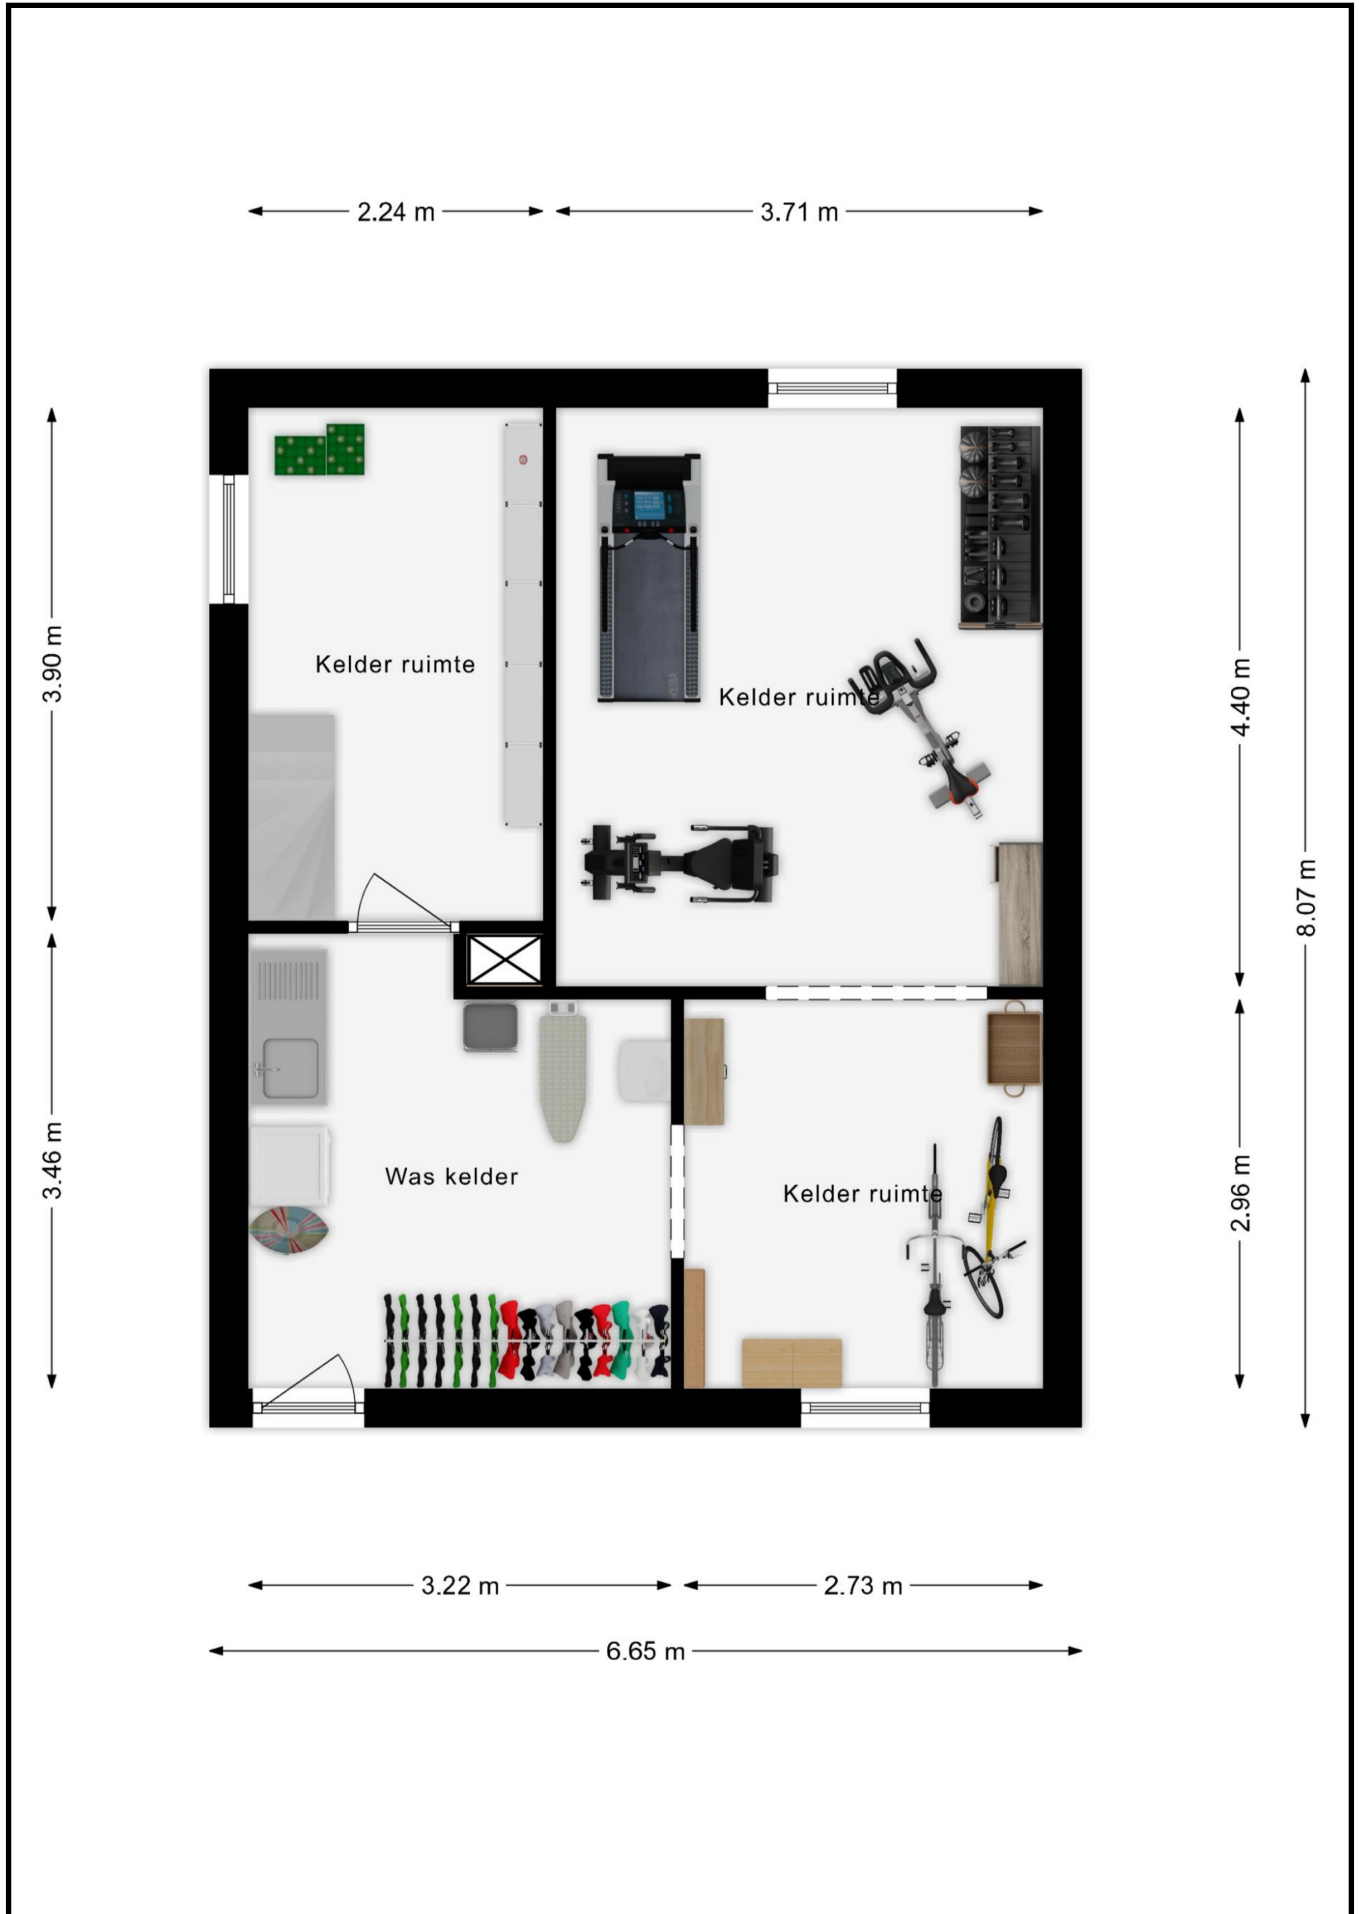 2.24 m
3.71 m
3.90 m
Kelder ruimte
Kelder ruimte
4.40 m
8.07 m
3.46 m
Was kelder
Kelder ruimte
2.96 m
3.22 m
2.73 m
6.65 m